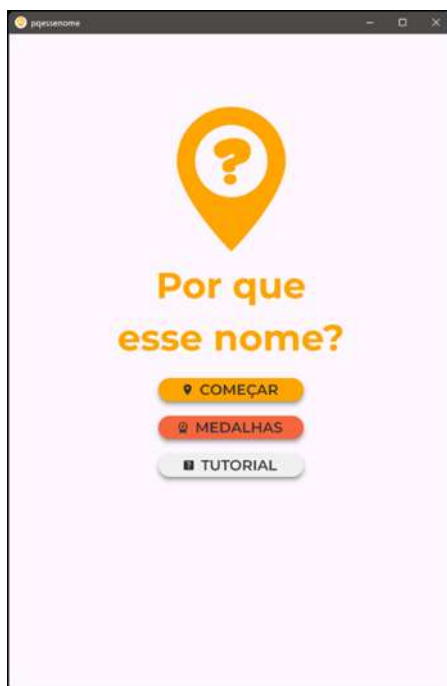 pqessenome
?
Por que
esse nome?
COMEÇAR
MEDALHAS
TUTORIAL